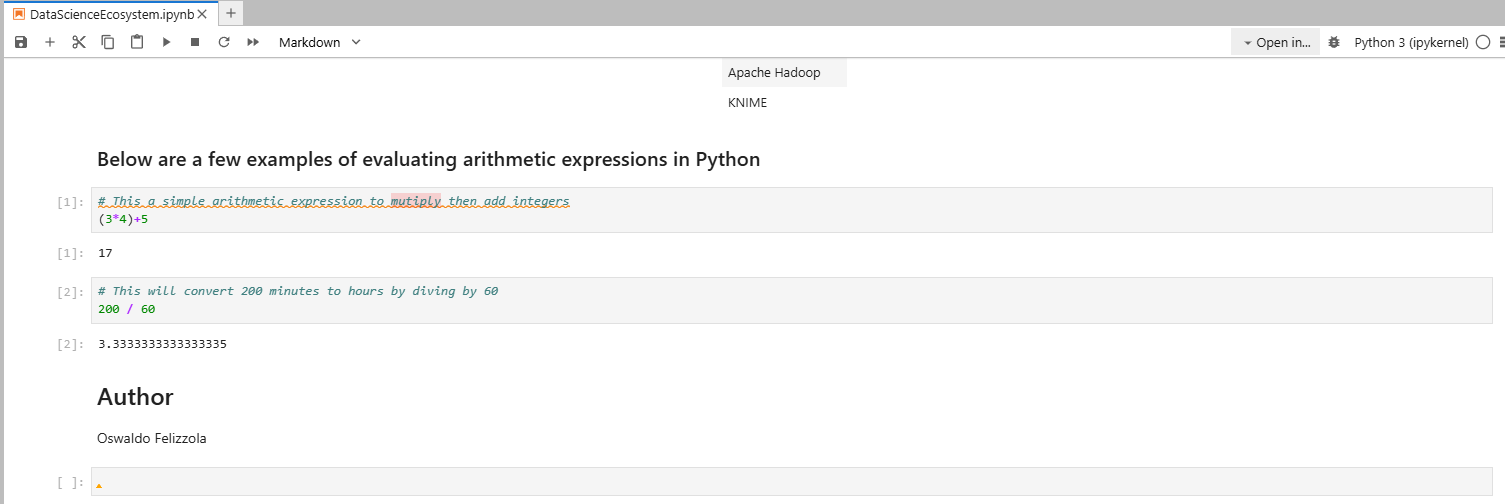 DataScienceEcosystem.ipynb
Markdown
Open in...
Python 3 (ipykernel)
Apache Hadoop
KNIME
Below are a few examples of evaluating arithmetic expressions in Python
[1]:
# This a simple arithmetic expression to mutiply then add integers
(3*4)+5
[1]:
17
[2]:
# This will convert 200 minutes to hours by diving by 60
200 / 60
[2]:
3.3333333333333335
Author
Oswaldo Felizzola
[ ]: